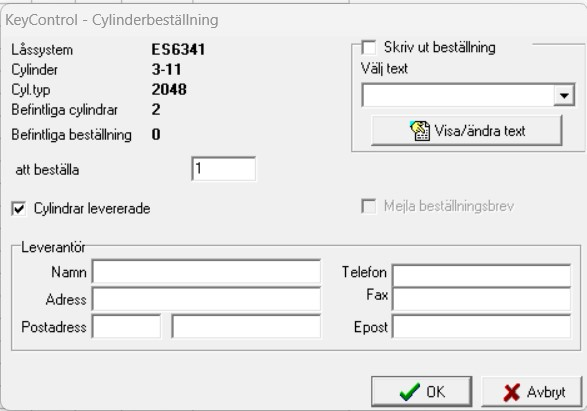 KeyControl - Cylinderbeställning
Låssystem ES6341
Cylinder 3-11
Cyl.typ 2048
Befintliga cylindrar 2
Befintliga beställning 0
att beställa 1
Cylindrar levererade
Skriv ut beställning
Välj text
Visa/ändra text
Mejla beställningsbrev
Leverantör
Namn
Adress
Postadress
Telefon
Fax
Epost
OK
Avbryt